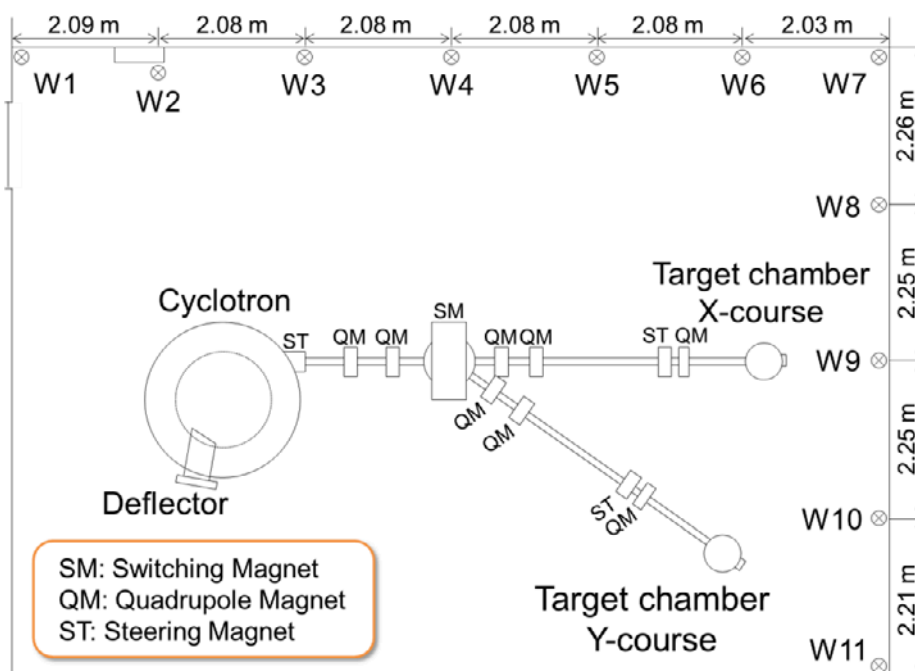 2.09 m
2.08 m
2.08 m
2.08 m
2.08 m
2.03 m
W1
W2
W3
W4
W5
W6
W7
2.26 m
W8
2.25 m
Target chamber
X-course
Cyclotron
SM
ST
QM
QM
QM
QM
ST
QM
W9
QM
QM
2.25 m
Deflector
ST
QM
W10
SM: Switching Magnet
QM: Quadrupole Magnet
ST: Steering Magnet
Target chamber
Y-course
2.21 m
W11